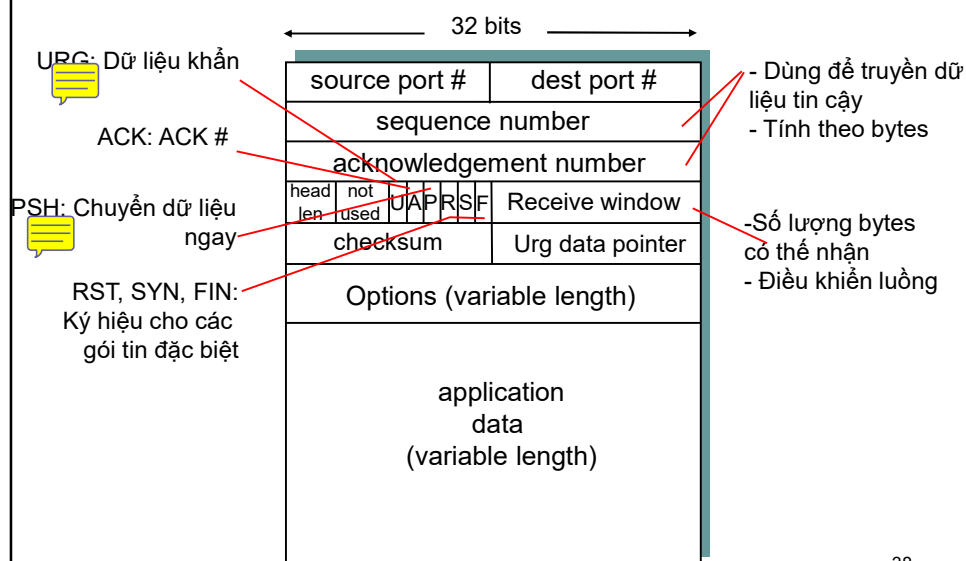 32 bits
URG: Dữ liệu khẩn
source port #
dest port #
- Dùng để truyền dữ
liệu tin cậy
- Tính theo bytes
sequence number
ACK: ACK #
acknowledgement number
head
len
not
used
U
A
P
R
S
F
Receive window
PSH: Chuyển dữ liệu
ngay
-Số lượng bytes
có thể nhận
- Điều khiển luồng
checksum
Urg data pointer
RST, SYN, FIN:
Ký hiệu cho các
gói tin đặc biệt
Options (variable length)
application
data
(variable length)